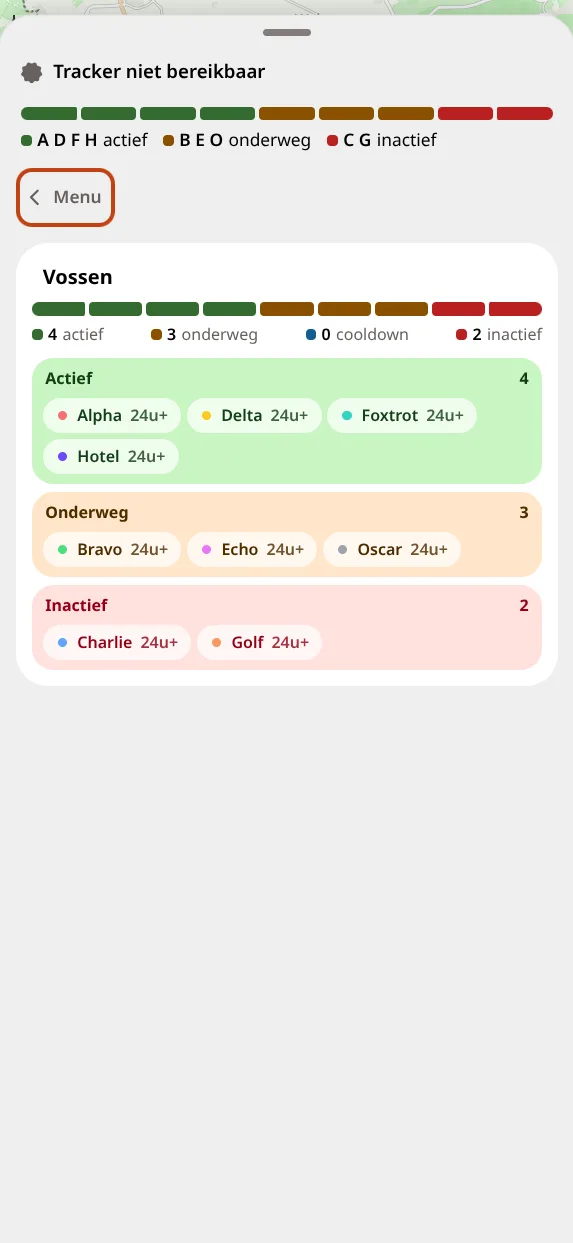 Tracker niet bereikbaar
A D F H actief B E O onderweg C G inactief
Menu
Vossen
4 actief 3 onderweg 0 cooldown 2 inactief
Actief 4
Alpha 24u+ Delta 24u+ Foxtrot 24u+
Hotel 24u+
Onderweg 3
Bravo 24u+ Echo 24u+ Oscar 24u+
Inactief 2
Charlie 24u+ Golf 24u+